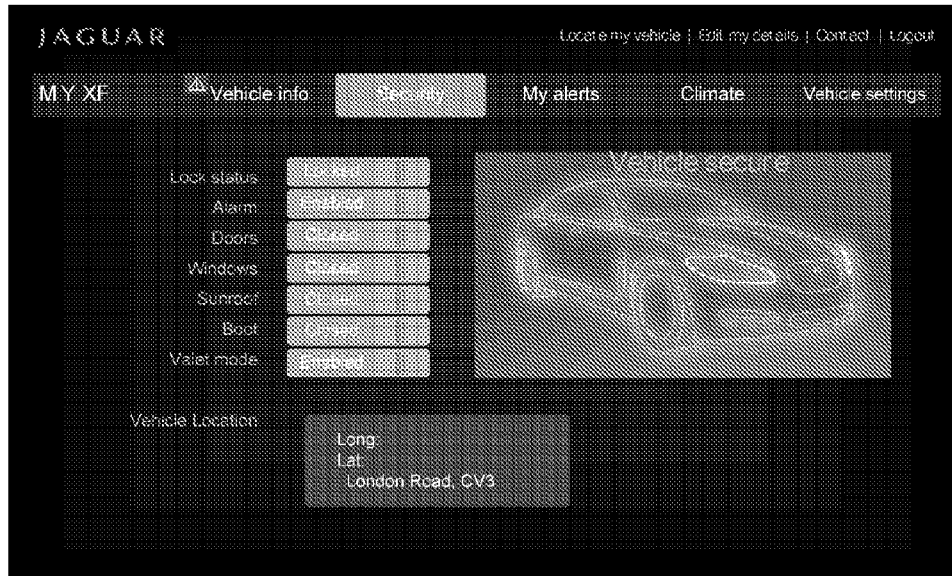 JAGUAR
Locate my vehicle | Edit my details | Contact | Logout
MY XF Vehicle info Security My alerts Climate Vehicle settings
Vehicle secure
Lock status Locked
Alarm Enabled
Doors Closed
Windows Closed
Sunroof Closed
Boot Closed
Valet mode Enabled
Vehicle Location
Long:
Lat:
London Road, CV3